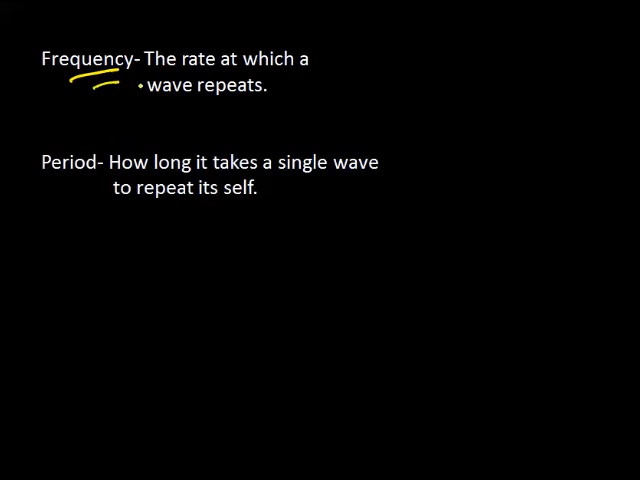 Frequency- The rate at which a
wave repeats.
Period- How long it takes a single wave
to repeat its self.